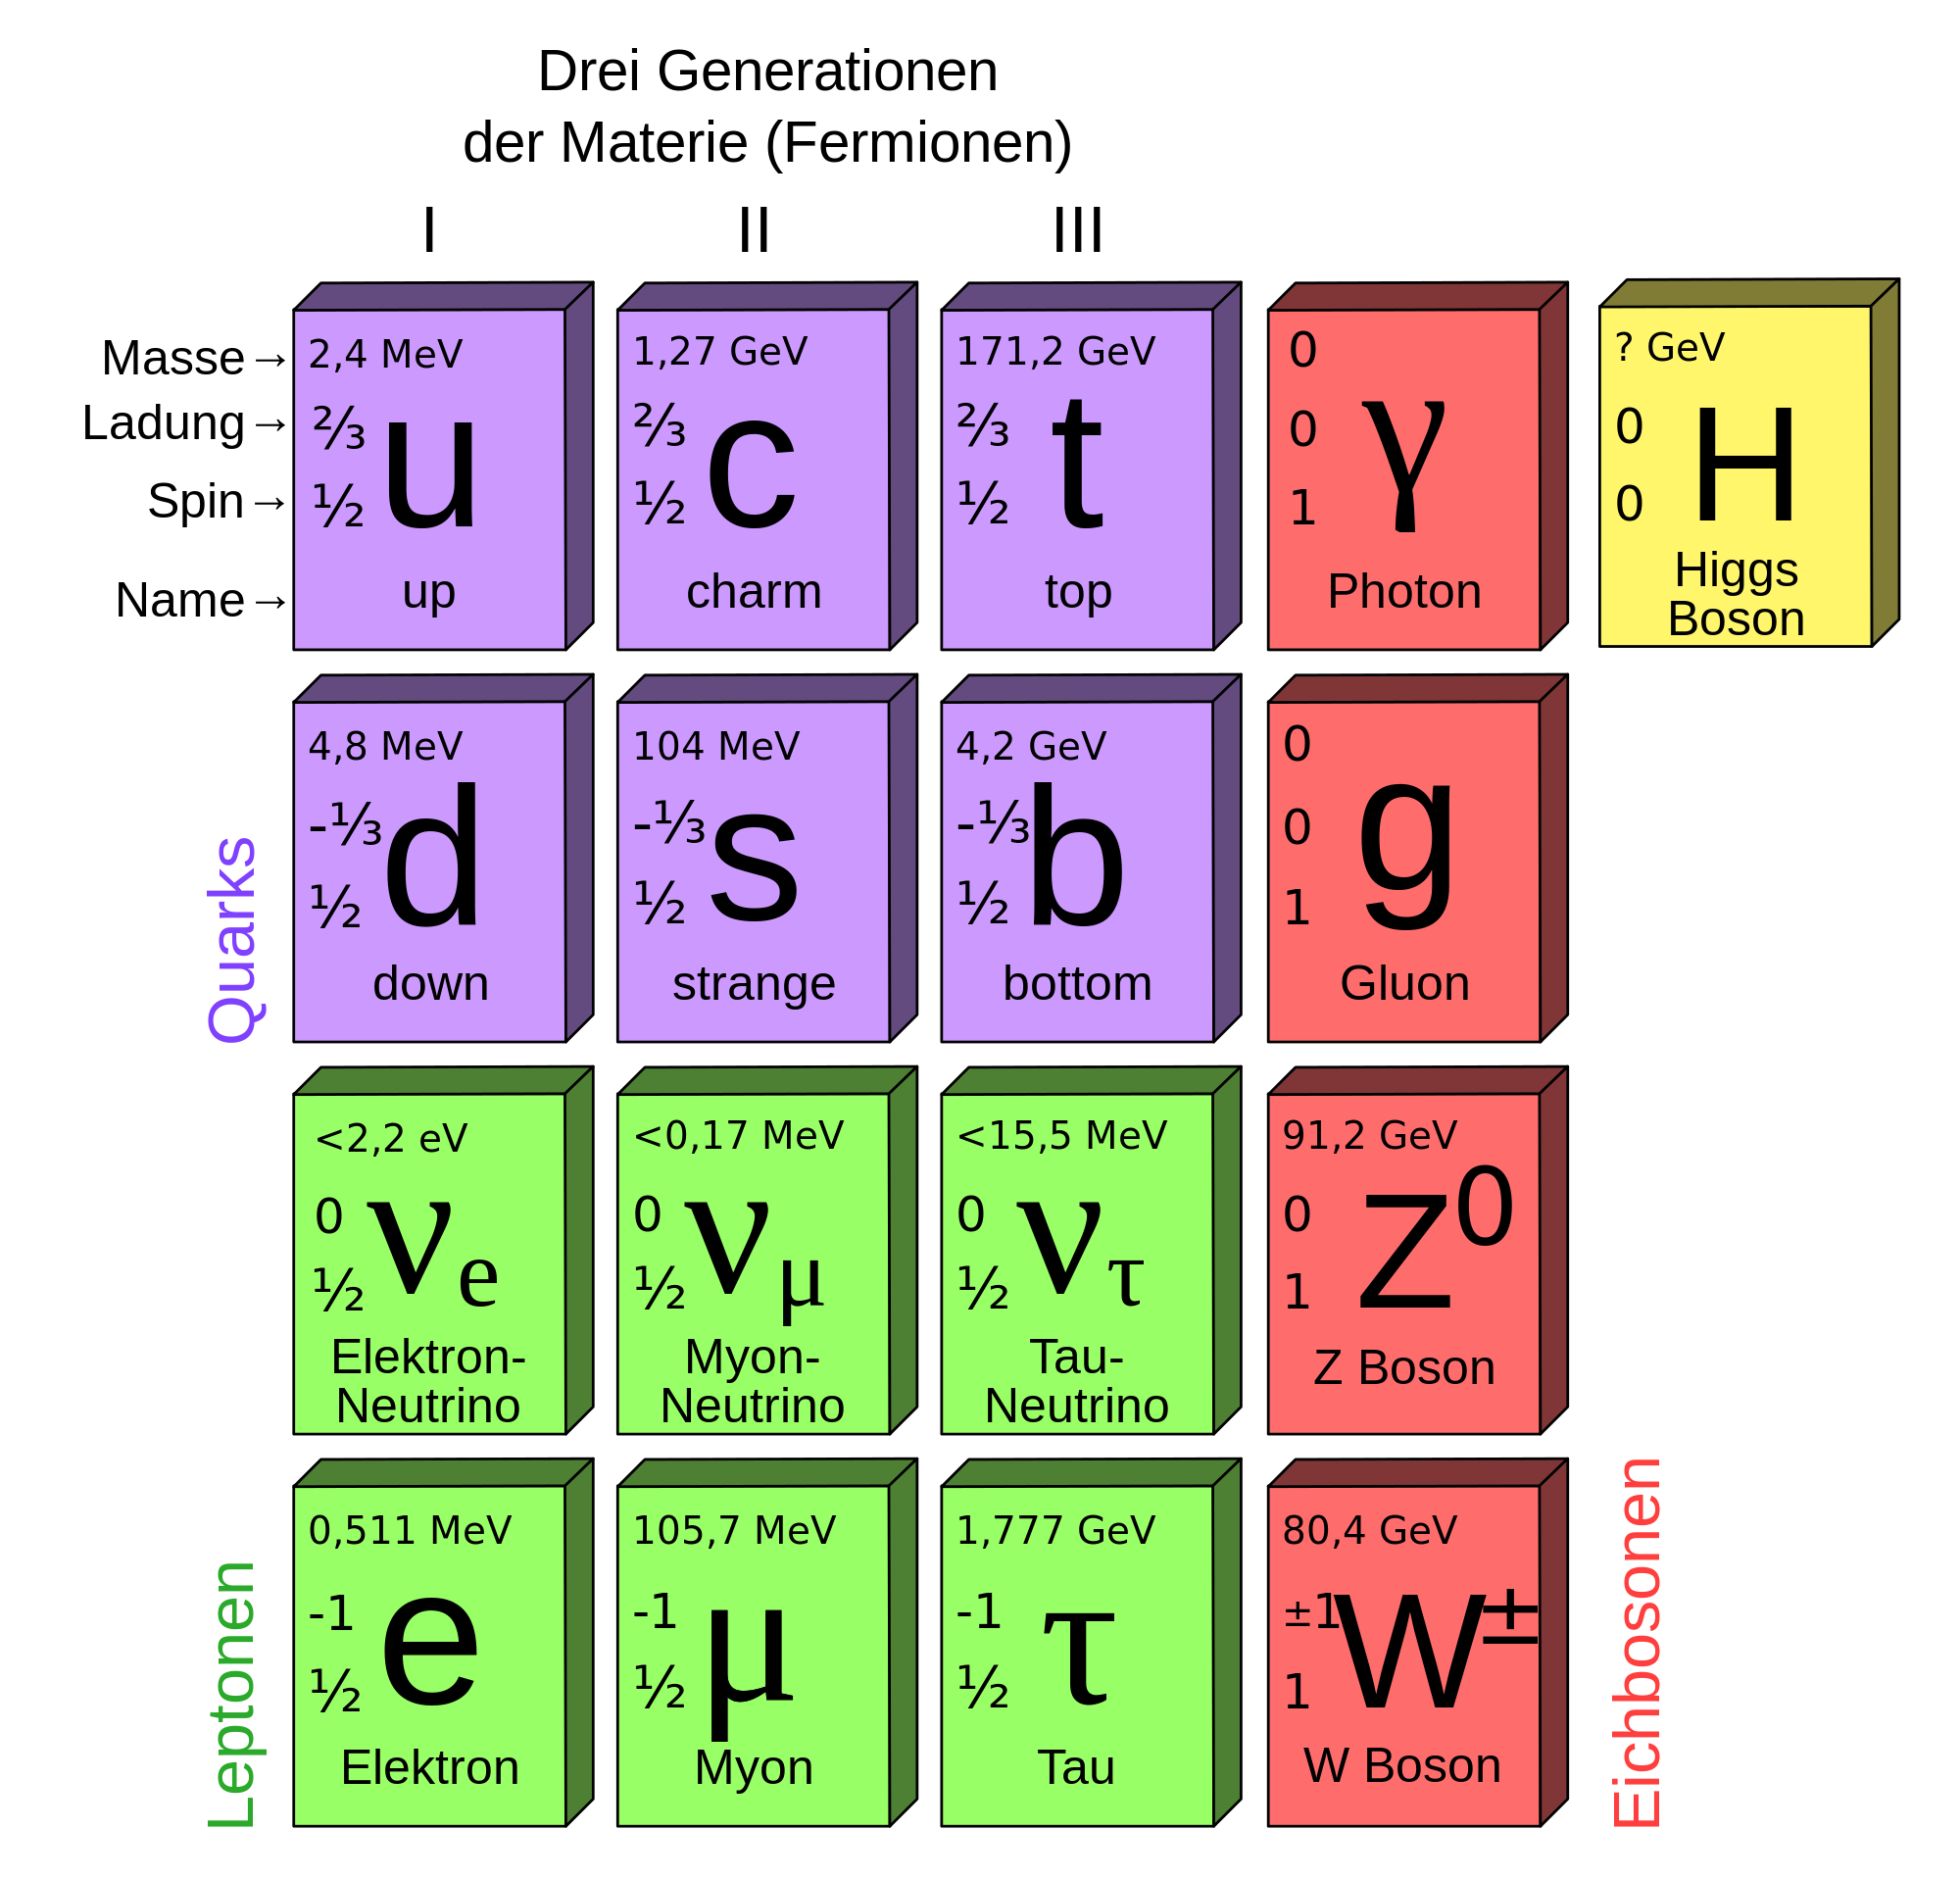 Drei Generationen
der Materie (Fermionen)
I II III
Masse→
Ladung→
Spin→
Name→
2,4 MeV
⅔
½
u
up
1,27 GeV
⅔
½
c
charm
171,2 GeV
⅔
½
t
top
0
0
1
γ
Photon
? GeV
0
0
H
Higgs
Boson
Quarks
4,8 MeV
-⅓
½
d
down
104 MeV
-⅓
½
s
strange
4,2 GeV
-⅓
½
b
bottom
0
0
1
g
Gluon
<2,2 eV
0
½
νe
Elektron-
Neutrino
<0,17 MeV
0
½
νμ
Myon-
Neutrino
<15,5 MeV
0
½
ντ
Tau-
Neutrino
91,2 GeV
0
1
Z⁰
Z Boson
Leptonen
0,511 MeV
-1
½
e
Elektron
105,7 MeV
-1
½
μ
Myon
1,777 GeV
-1
½
τ
Tau
80,4 GeV
±1
1
W±
W Boson
Eichbosonen